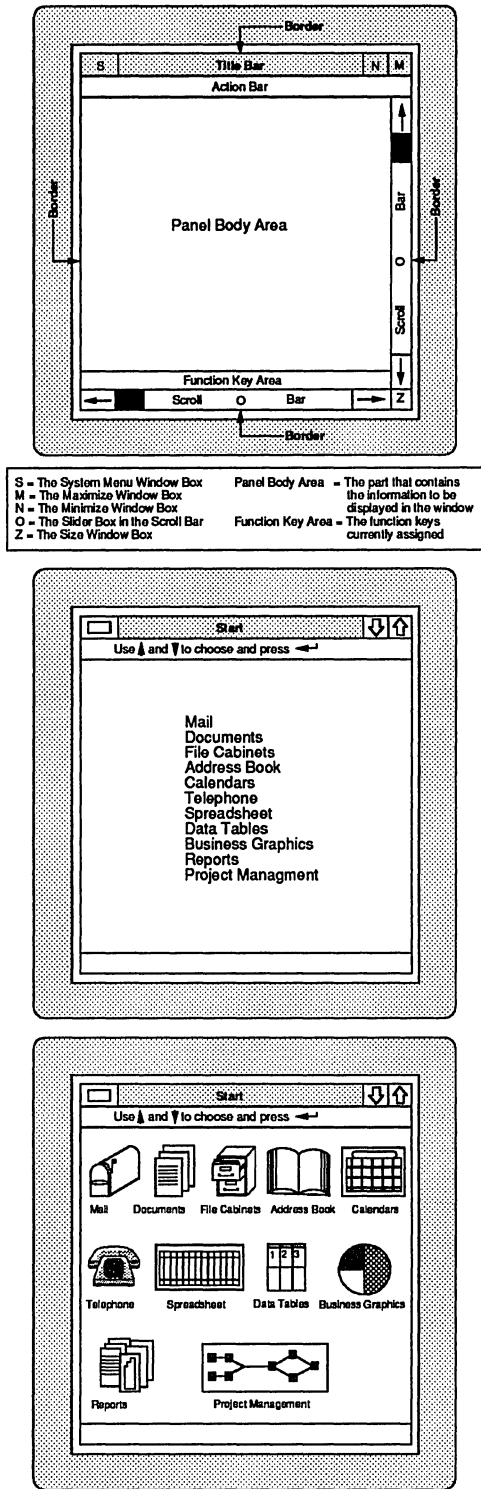 Border
S Title Bar N M
Action Bar
Border
Panel Body Area
Bar
O
Scroll
Border
Function Key Area
Scroll O Bar Z
Border
S = The System Menu Window Box
M = The Maximize Window Box
N = The Minimize Window Box
O = The Slider Box in the Scroll Bar
Z = The Size Window Box
Panel Body Area = The part that contains
the information to be
displayed in the window
Function Key Area = The function keys
currently assigned
Start
Use and to choose and press
Mail
Documents
File Cabinets
Address Book
Calendars
Telephone
Spreadsheet
Data Tables
Business Graphics
Reports
Project Managment
Start
Use and to choose and press
Mail Documents File Cabinets Address Book Calendars
1 2 3
Telephone Spreadsheet Data Tables Business Graphics
Reports Project Management